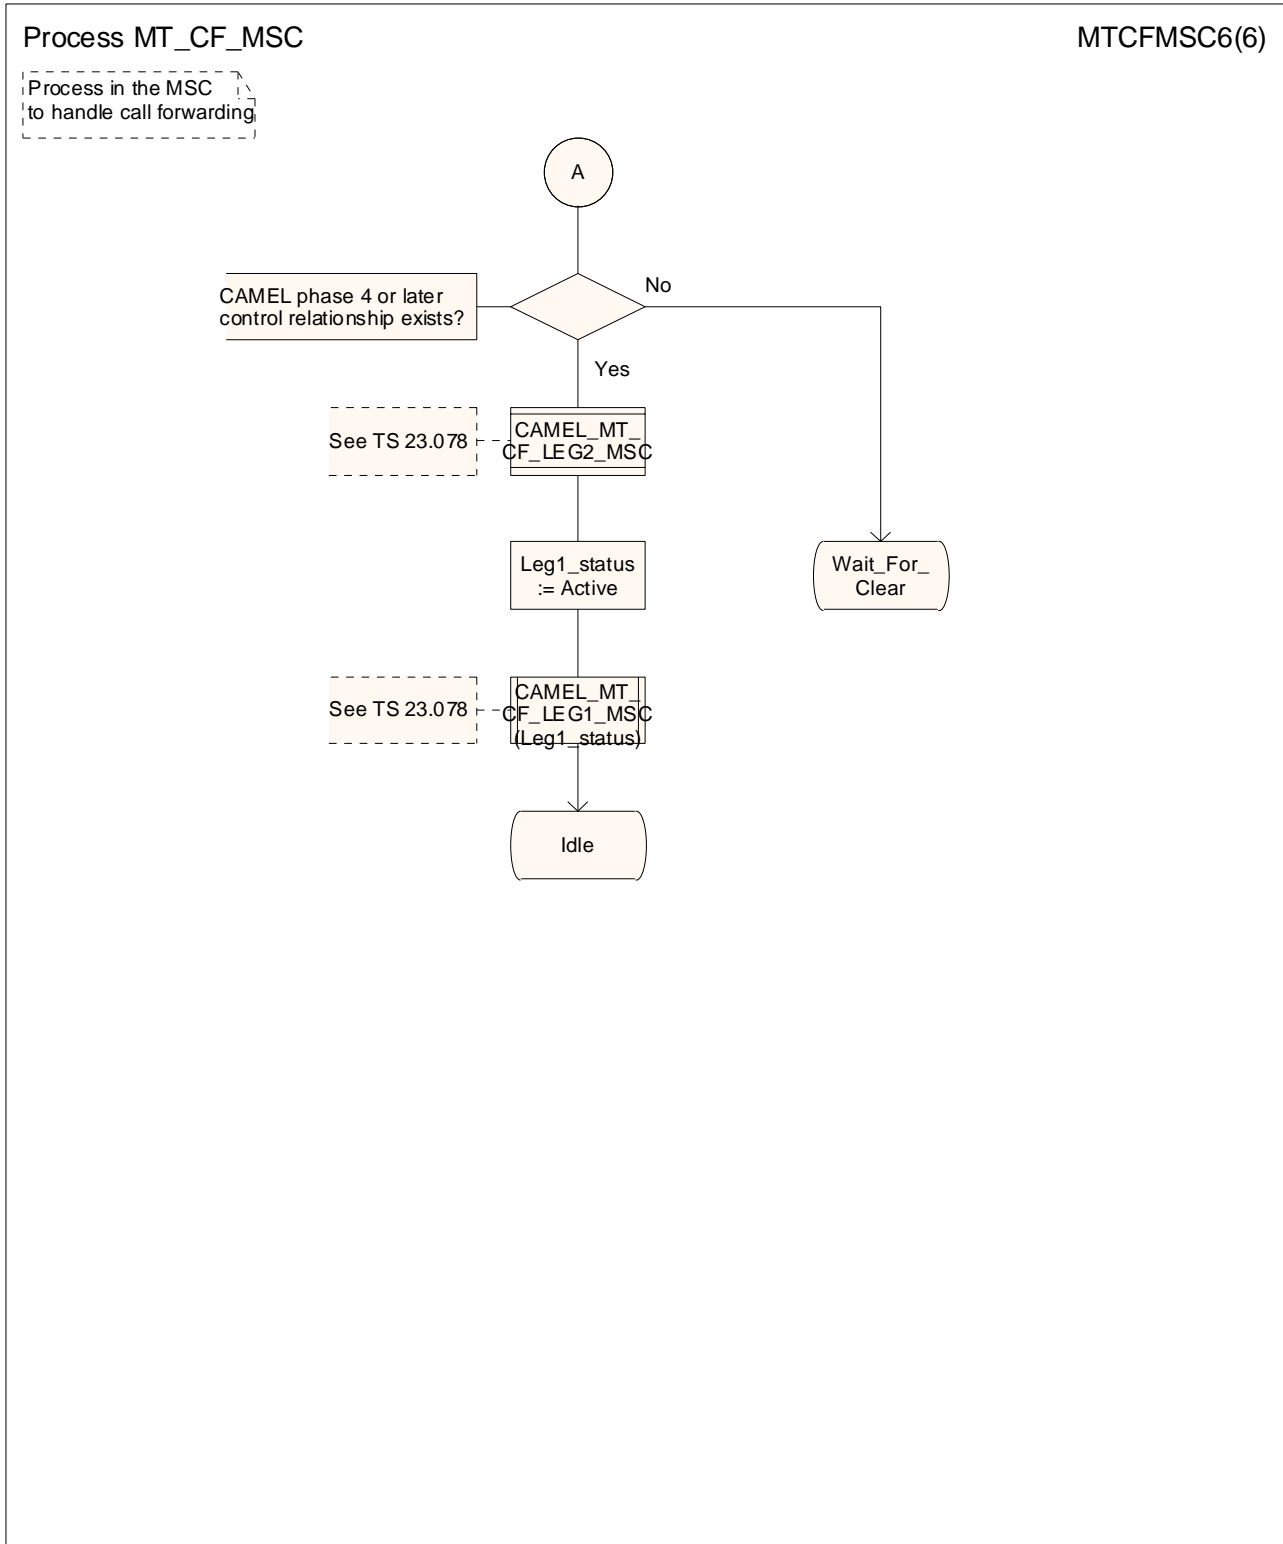 Process MT_CF_MSC
MTCFMSC6(6)
Process in the MSC
to handle call forwarding
A
CAMEL phase 4 or later
control relationship exists?
No
Yes
See TS 23.078
CAMEL_MT_
CF_LEG2_MSC
Leg1_status
:= Active
Wait_For_
Clear
See TS 23.078
CAMEL_MT_
CF_LEG1_MSC
(Leg1_status)
Idle